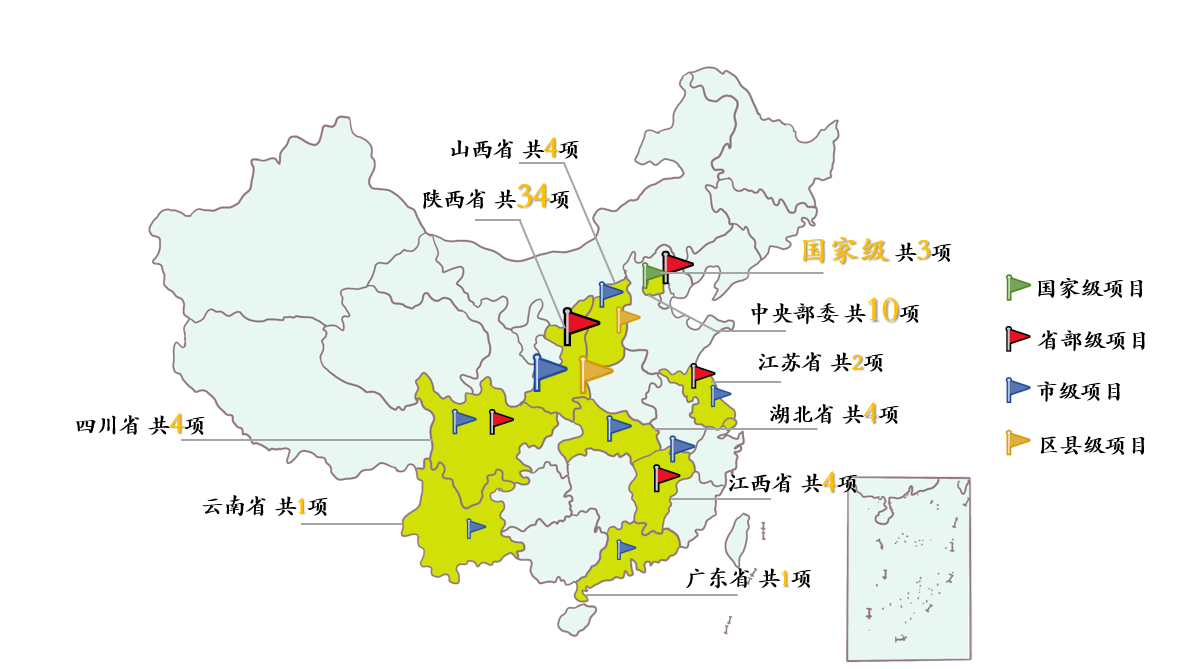 山西省 共4项
陕西省 共34项
国家级 共3项
国家级项目
中央部委 共10项
省部级项目
江苏省 共2项
市级项目
湖北省 共4项
四川省 共4项
区县级项目
江西省 共4项
云南省 共1项
广东省 共1项